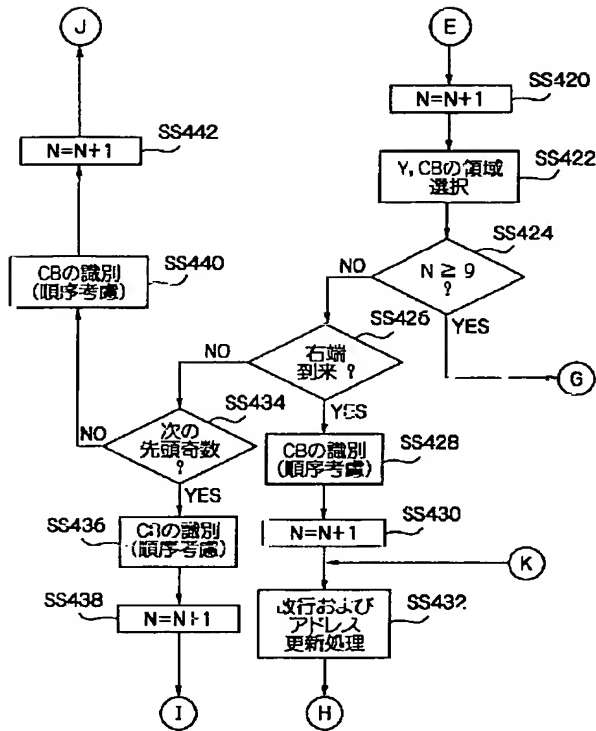 J
E
SS420
N=N+1
SS442
N=N+1
SS422
Y, CBの領域
選択
SS424
N ≧ 9
?
NO
YES
G
SS440
CBの識別
(順序考慮)
SS426
右端
到来 ?
NO
YES
SS434
次の
先頭奇数
?
NO
YES
SS428
CBの識別
(順序考慮)
SS430
N=N+1
K
SS436
CBの識別
(順序考慮)
SS438
N=N+1
SS432
改行および
アドレス
更新処理
I
H